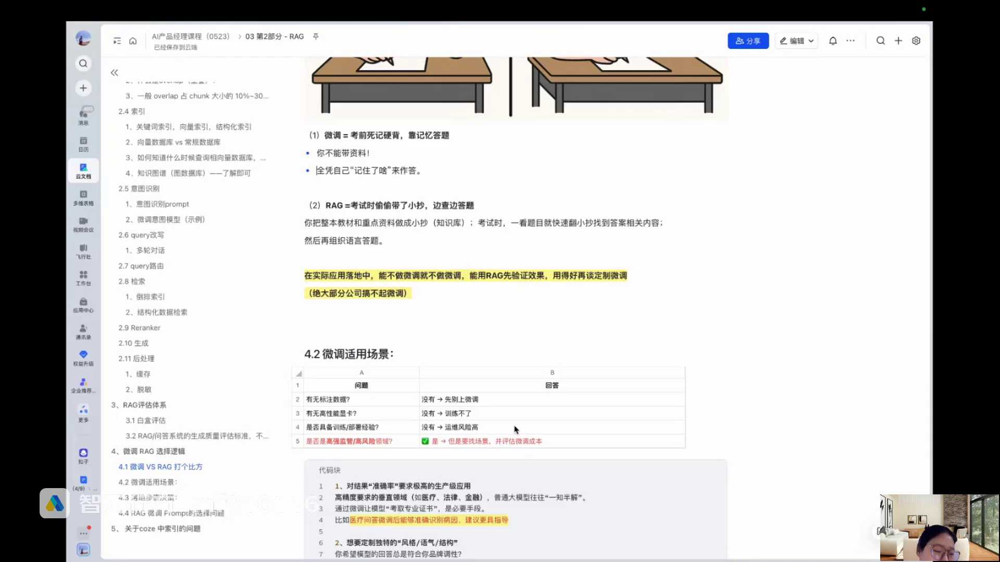 AI产品经理课程（0523） > 03 第2部分 - RAG
已经保存到云端
分享
编辑
499
消息
日历
云文档
多维表格
视频会议
飞行社
工作台
应用中心
通讯录
权益升级
企业推荐...
更多
扣子
(4/9)
3、一般 overlap 占 chunk 大小的 10%~30...
2.4 索引
1、关键词索引，向量索引，结构化索引
2、向量数据库 vs 常规数据库
3、如何知道什么时候查询相向量数据库，...
4、知识图谱（图数据库）——了解即可
2.5 意图识别
1、意图识别prompt
2、微调意图模型（示例）
2.6 query改写
1、多轮对话
2.7 query路由
2.8 检索
1、倒排索引
2、结构化数据检索
2.9 Reranker
2.10 生成
2.11 后处理
1、缓存
2、脱敏
3、RAG评估体系
3.1 白盒评估
3.2 RAG/问答系统的生成质量评估标准，不...
4、微调 RAG 选择逻辑
4.1 微调 VS RAG 打个比方
4.2 微调适用场景：
4.4 RAG 微调 Prompt的选择问题
5、 关于coze 中索引的问题
（1）微调 = 考前死记硬背，靠记忆答题
你不能带资料！
全凭自己“记住了啥”来作答。
（2）RAG =考试时偷偷带了小抄，边查边答题
你把整本教材和重点资料做成小抄（知识库）；考试时，一看题目就快速翻小抄找到答案相关内容；
然后再组织语言答题。
在实际应用落地中，能不做微调就不做微调，能用RAG先验证效果，用得好再谈定制微调
（绝大部分公司搞不起微调）
4.2 微调适用场景：
A B
1 问题 回答
2 有无标注数据？ 没有 → 先别上微调
3 有无高性能显卡？ 没有 → 训练不了
4 是否具备训练/部署经验？ 没有 → 运维风险高
5 是否是高强监管/高风险领域？ ✅ 是 → 但是要找场景，并评估微调成本
代码块
1 1、对结果“准确率”要求极高的生产级应用
2 高精度要求的垂直领域（如医疗、法律、金融），普通大模型往往“一知半解”。
3 通过微调让模型“考取专业证书”，是必要手段。
4 比如医疗问答微调后能够准确识别病因、建议更具指导
5
6 2、想要定制独特的“风格/语气/结构”
7 你希望模型的回答总是符合你品牌调性？